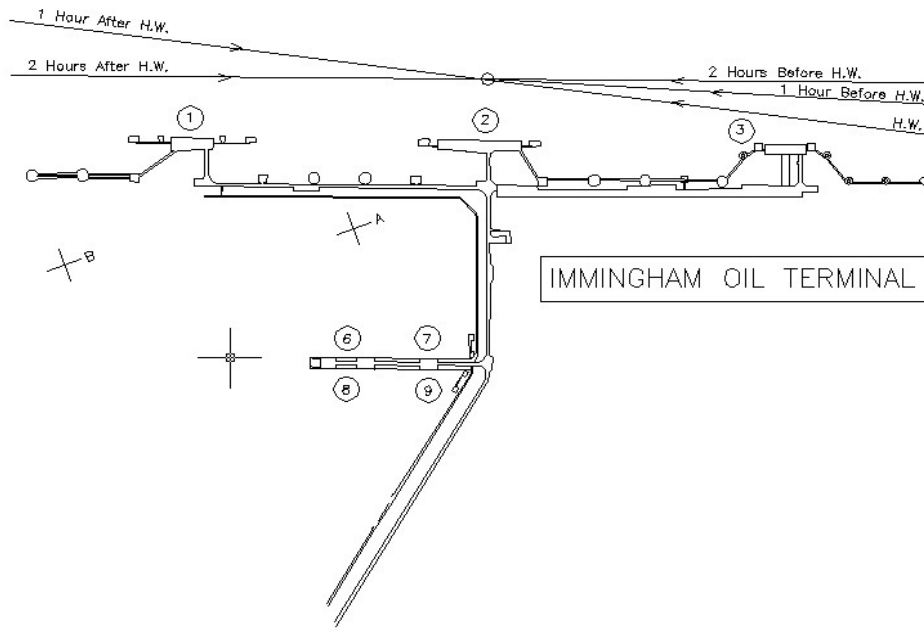 1 Hour After H.W.
2 Hours After H.W.
2 Hours Before H.W.
1 Hour Before H.W.
H.W.
1
2
3
A
B
IMMINGHAM OIL TERMINAL
6
7
8
9